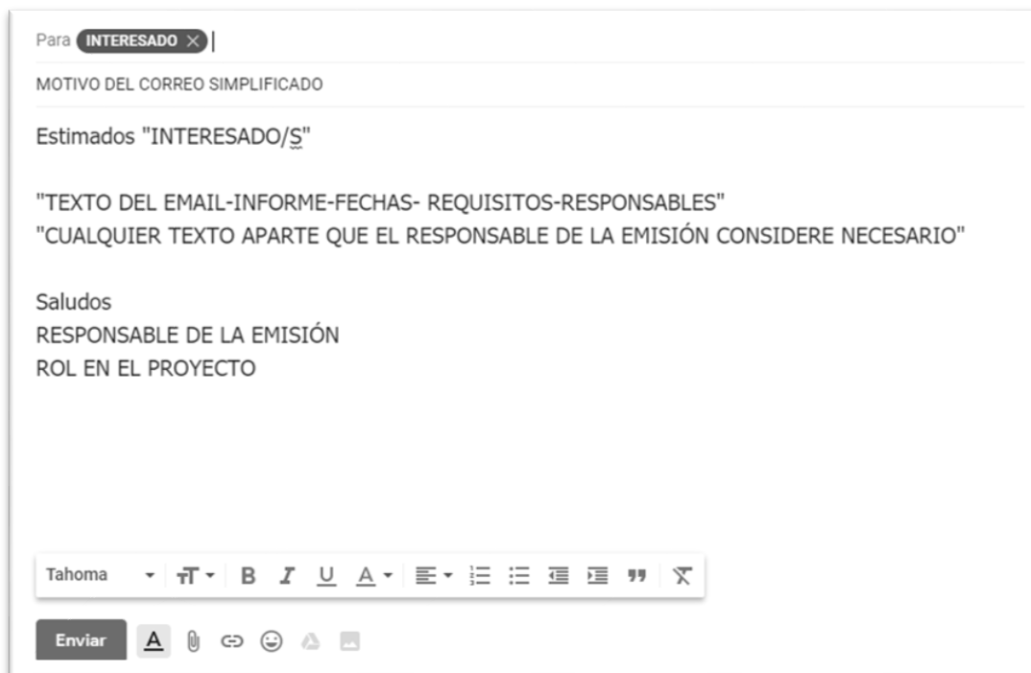 Para INTERESADO
MOTIVO DEL CORREO SIMPLIFICADO
Estimados "INTERESADO/S"
"TEXTO DEL EMAIL-INFORME-FECHAS- REQUISITOS-RESPONSABLES"
"CUALQUIER TEXTO APARTE QUE EL RESPONSABLE DE LA EMISIÓN CONSIDERE NECESARIO"
Saludos
RESPONSABLE DE LA EMISIÓN
ROL EN EL PROYECTO
Tahoma B I U A
Enviar A